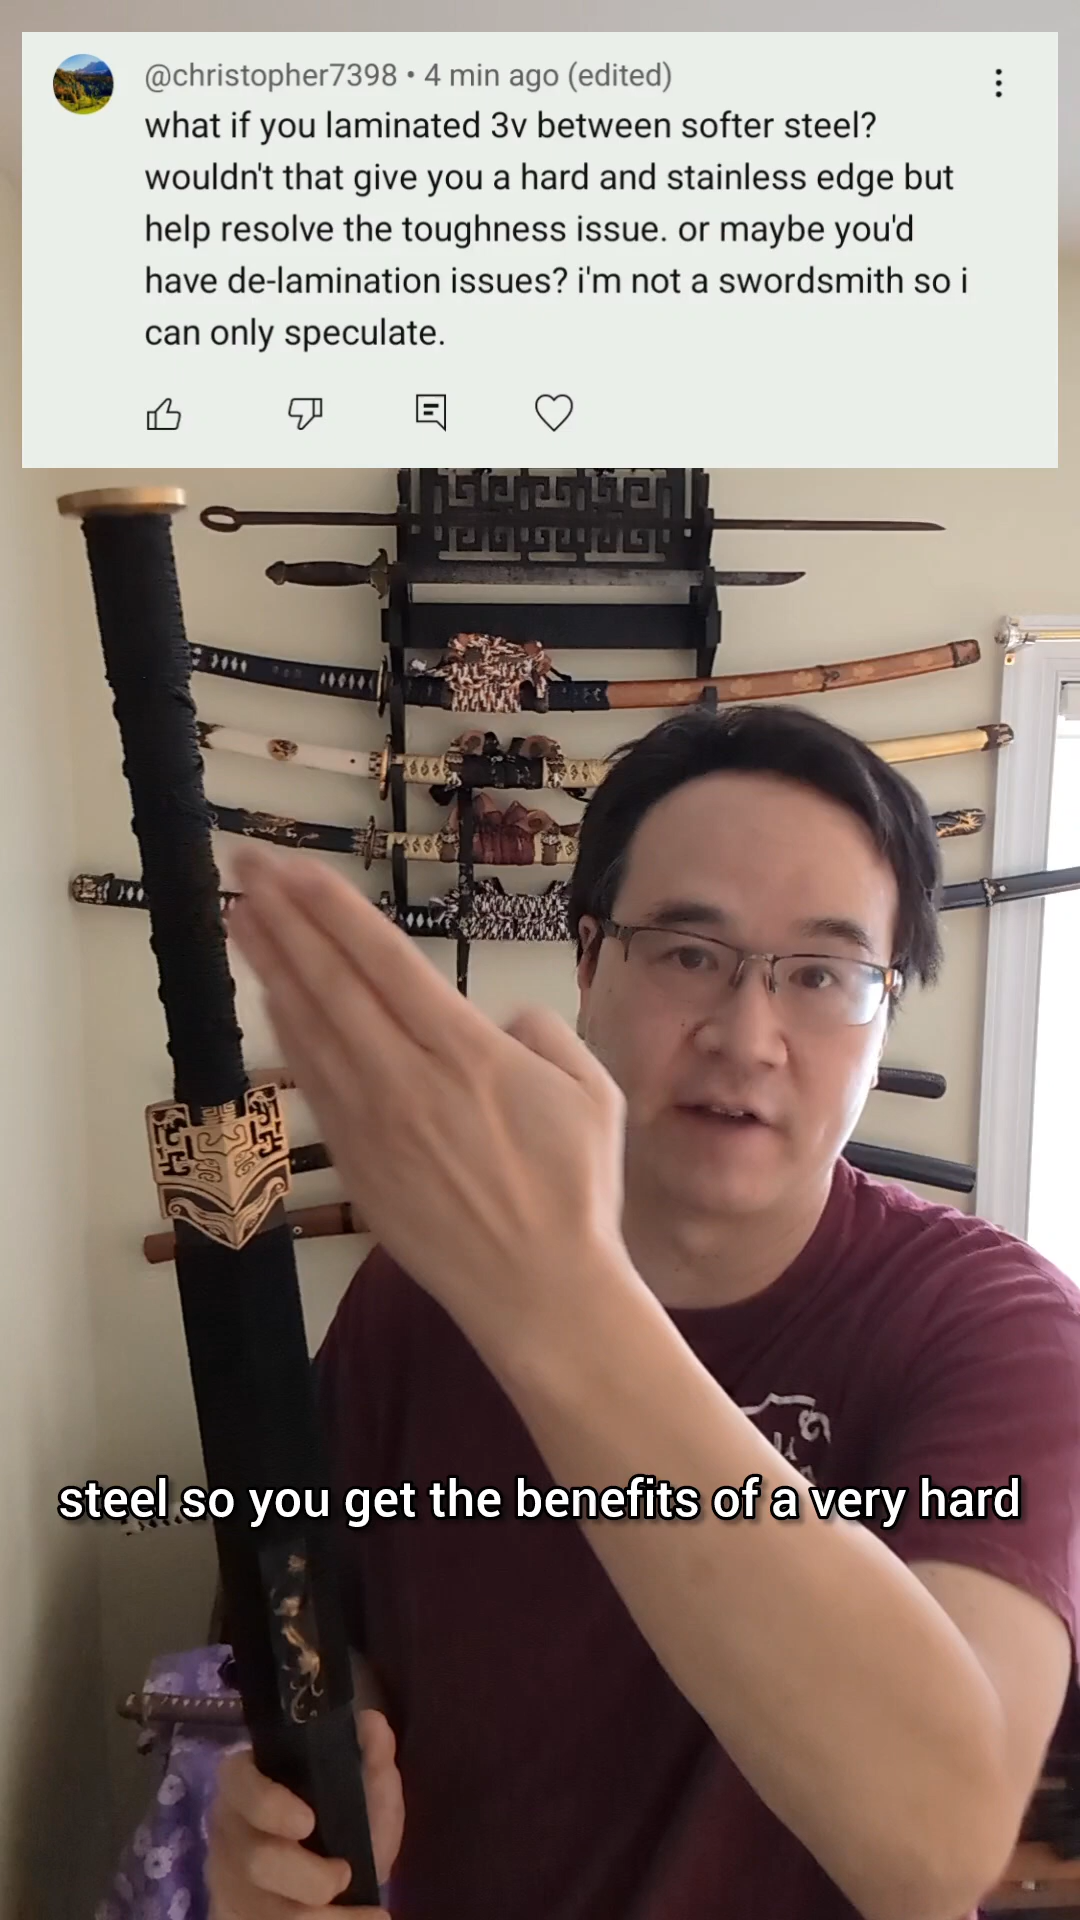 @christopher7398 • 4 min ago (edited)
what if you laminated 3v between softer steel?
wouldn't that give you a hard and stainless edge but
help resolve the toughness issue. or maybe you'd
have de-lamination issues? i'm not a swordsmith so i
can only speculate.
steel so you get the benefits of a very hard